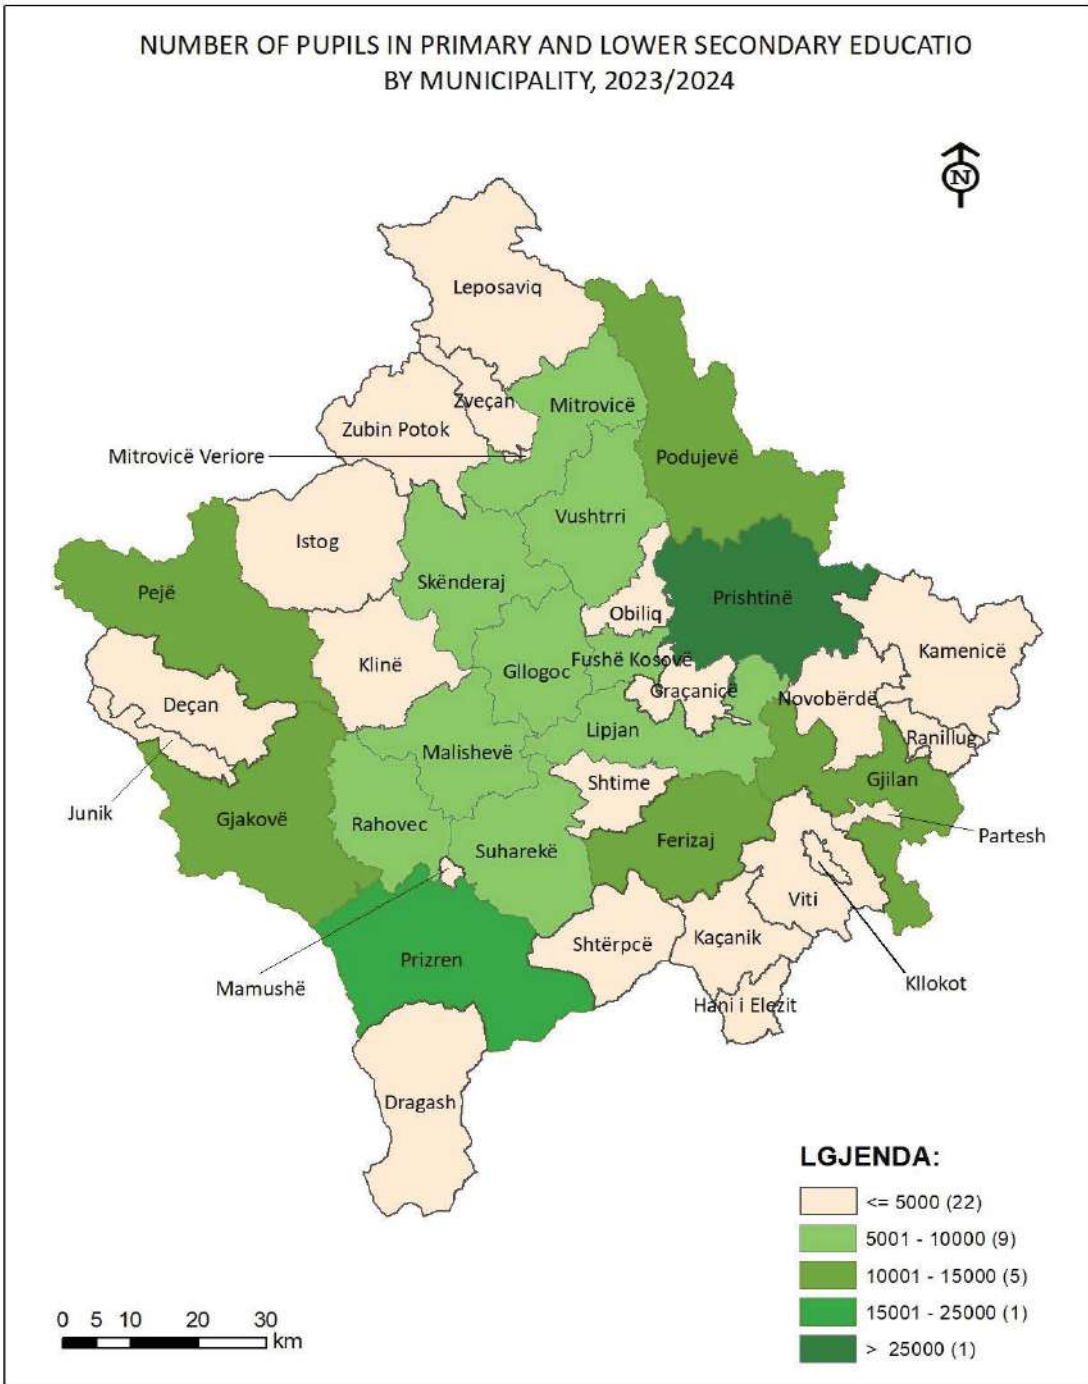 NUMBER OF PUPILS IN PRIMARY AND LOWER SECONDARY EDUCATIO
BY MUNICIPALITY, 2023/2024
N
Leposaviq
Zveçan
Mitrovicë
Zubin Potok
Mitrovicë Veriore
Podujevë
Vushtrri
Istog
Skënderaj
Pejë
Prishtinë
Obiliq
Kamenicë
Klinë
Gllogoc
Fushë Kosovë
Graçanicë
Novobërdë
Deçan
Lipjan
Ranillug
Malishevë
Shtime
Gjilan
Junik
Gjakovë
Rahovec
Ferizaj
Partesh
Suharekë
Viti
Kaçanik
Shtërpcë
Prizren
Mamushë
Kllokot
Hani i Elezit
Dragash
LGJENDA:
<= 5000 (22)
5001 - 10000 (9)
10001 - 15000 (5)
15001 - 25000 (1)
> 25000 (1)
0 5 10 20 30
km